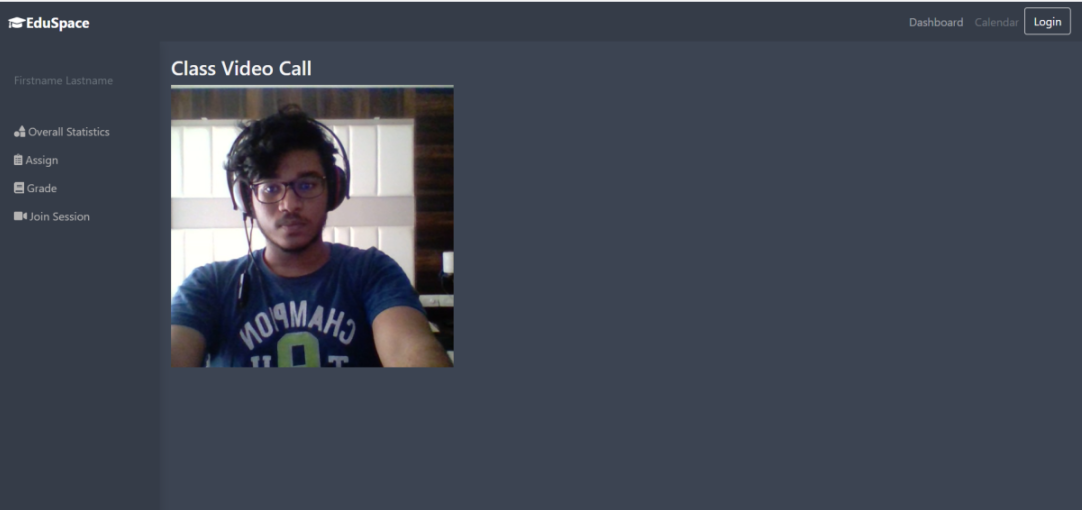 EduSpace
Dashboard Calendar Login
Firstname Lastname
Overall Statistics
Assign
Grade
Join Session
Class Video Call
CHAMPION